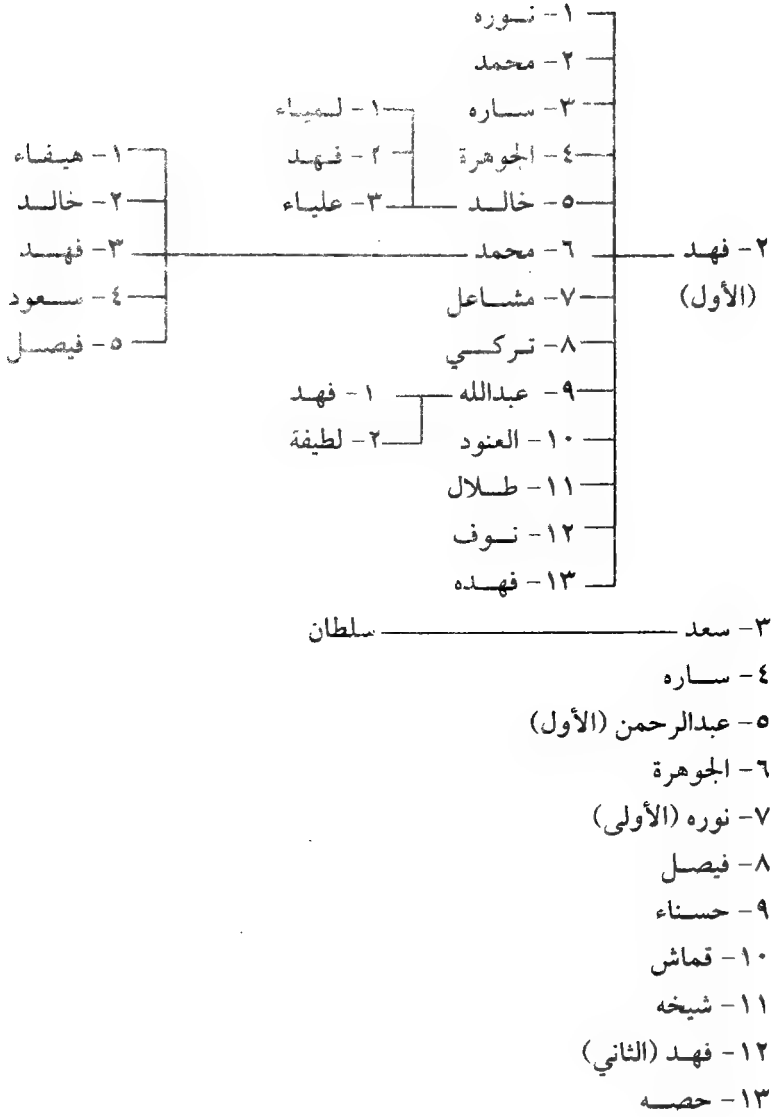 ١- نوره
٢- محمد
٣- ساره ١- لمياء
٤- الجوهرة ٢- فهد ١- هيفاء
٥- خالد ٣- علياء ٢- خالد
٢- فهد ٦- محمد ٣- فهد
(الأول) ٧- مشاعل ٤- سعود
٨- تركي ٥- فيصل
٩- عبدالله ١- فهد
١٠- العنود ٢- لطيفة
١١- طلال
١٢- نوف
١٣- فهده
٣- سعد سلطان
٤- ساره
٥- عبدالرحمن (الأول)
٦- الجوهرة
٧- نوره (الأولى)
٨- فيصل
٩- حسناء
١٠- قماش
١١- شيخه
١٢- فهد (الثاني)
١٣- حصه